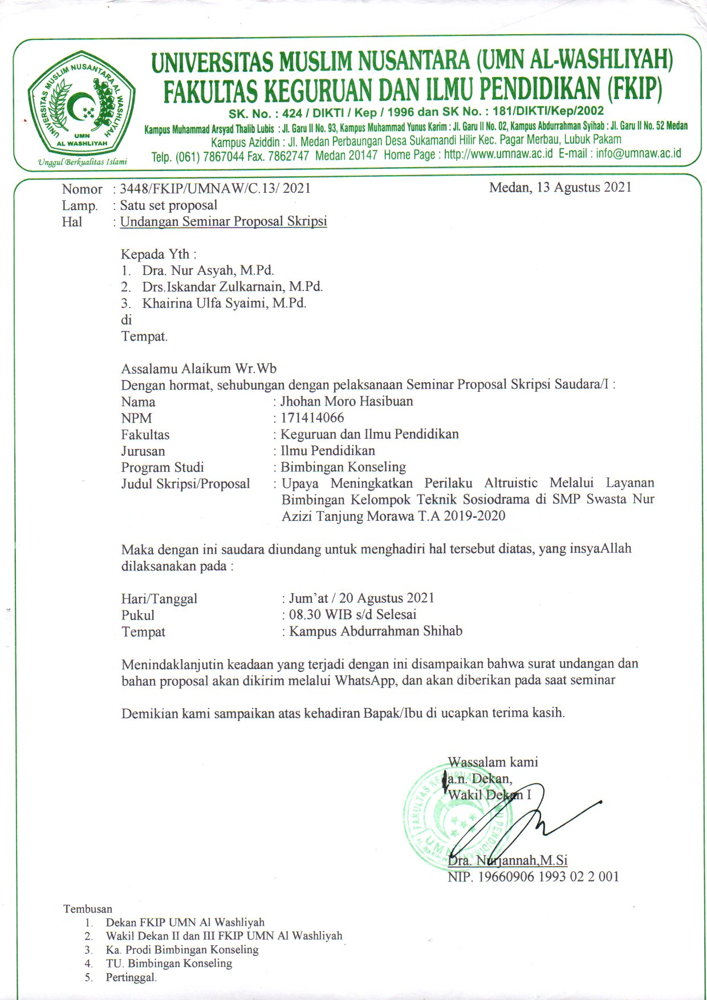 UNIVERSITAS MUSLIM NUSANTARA AL WASHLIYAH
UMN
AL WASHLIYAH
Unggul Berkualitas Islami
UNIVERSITAS MUSLIM NUSANTARA (UMN AL-WASHLIYAH)
FAKULTAS KEGURUAN DAN ILMU PENDIDIKAN (FKIP)
SK. No. : 424 / DIKTI / Kep / 1996 dan SK No. : 181/DIKTI/Kep/2002
Kampus Muhammad Arsyad Thalib Lubis : Jl. Garu II No. 93, Kampus Muhammad Yunus Karim : Jl. Garu II No. 02, Kampus Abdurrahman Syihab : Jl. Garu II No. 52 Medan
Kampus Aziddin : Jl. Medan Perbaungan Desa Sukamandi Hilir Kec. Pagar Merbau, Lubuk Pakam
Telp. (061) 7867044 Fax. 7862747 Medan 20147 Home Page : http://www.umnaw.ac.id E-mail : info@umnaw.ac.id
Nomor : 3448/FKIP/UMNAW/C.13/ 2021 Medan, 13 Agustus 2021
Lamp. : Satu set proposal
Hal : Undangan Seminar Proposal Skripsi
Kepada Yth :
1. Dra. Nur Asyah, M.Pd.
2. Drs.Iskandar Zulkarnain, M.Pd.
3. Khairina Ulfa Syaimi, M.Pd.
di
Tempat.
Assalamu Alaikum Wr.Wb
Dengan hormat, sehubungan dengan pelaksanaan Seminar Proposal Skripsi Saudara/I :
Nama : Jhohan Moro Hasibuan
NPM : 171414066
Fakultas : Keguruan dan Ilmu Pendidikan
Jurusan : Ilmu Pendidikan
Program Studi : Bimbingan Konseling
Judul Skripsi/Proposal : Upaya Meningkatkan Perilaku Altruistic Melalui Layanan
Bimbingan Kelompok Teknik Sosiodrama di SMP Swasta Nur
Azizi Tanjung Morawa T.A 2019-2020
Maka dengan ini saudara diundang untuk menghadiri hal tersebut diatas, yang insyaAllah
dilaksanakan pada :
Hari/Tanggal : Jum’at / 20 Agustus 2021
Pukul : 08.30 WIB s/d Selesai
Tempat : Kampus Abdurrahman Shihab
Menindaklanjutin keadaan yang terjadi dengan ini disampaikan bahwa surat undangan dan
bahan proposal akan dikirim melalui WhatsApp, dan akan diberikan pada saat seminar
Demikian kami sampaikan atas kehadiran Bapak/Ibu di ucapkan terima kasih.
Wassalam kami
a.n. Dekan,
Wakil Dekan I
FAKULTAS KEGURUAN DAN ILMU PENDIDIKAN
UMN
AL WASHLIYAH
Dra. Nurjannah,M.Si
NIP. 19660906 1993 02 2 001
Tembusan
1. Dekan FKIP UMN Al Washliyah
2. Wakil Dekan II dan III FKIP UMN Al Washliyah
3. Ka. Prodi Bimbingan Konseling
4. TU. Bimbingan Konseling
5. Pertinggal.